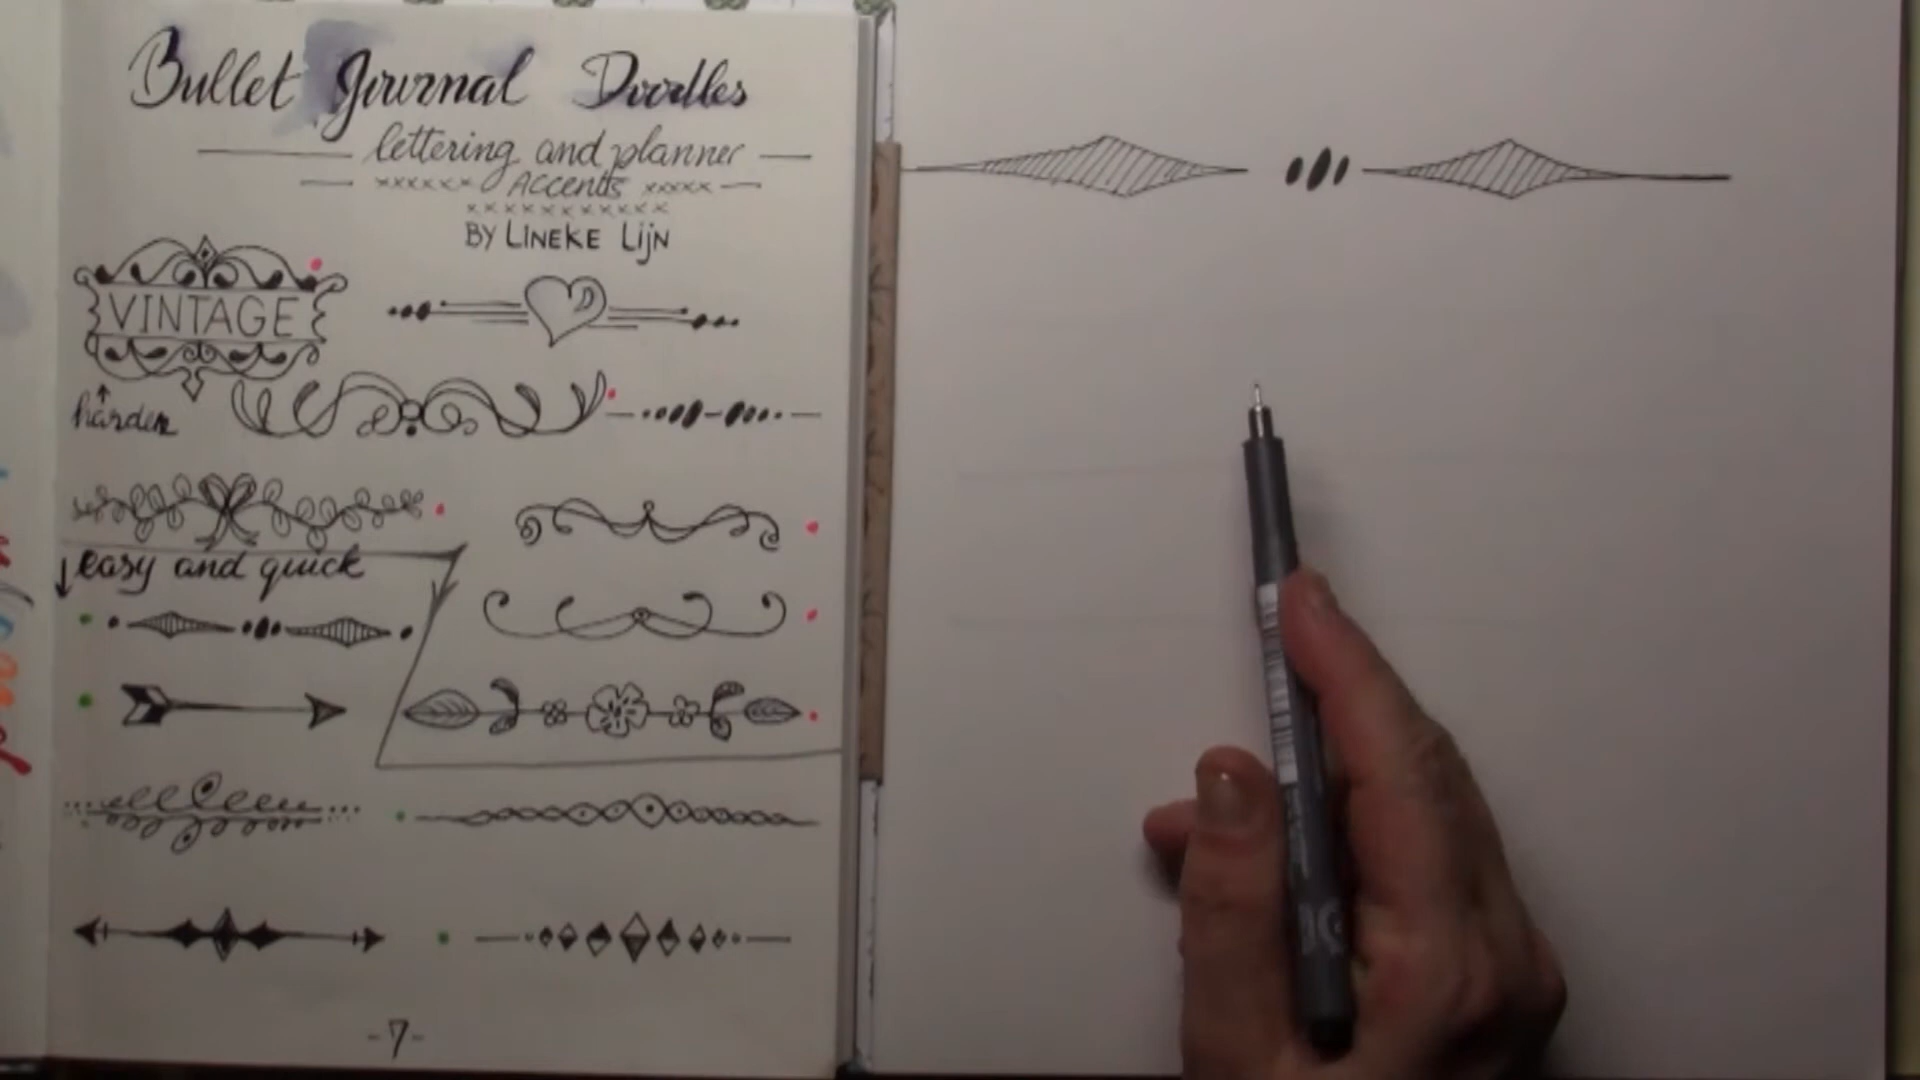 Bullet Journal Doodles
lettering and planner
Accents
BY LINEKE LIJN
VINTAGE
harder
easy and quick
-7-